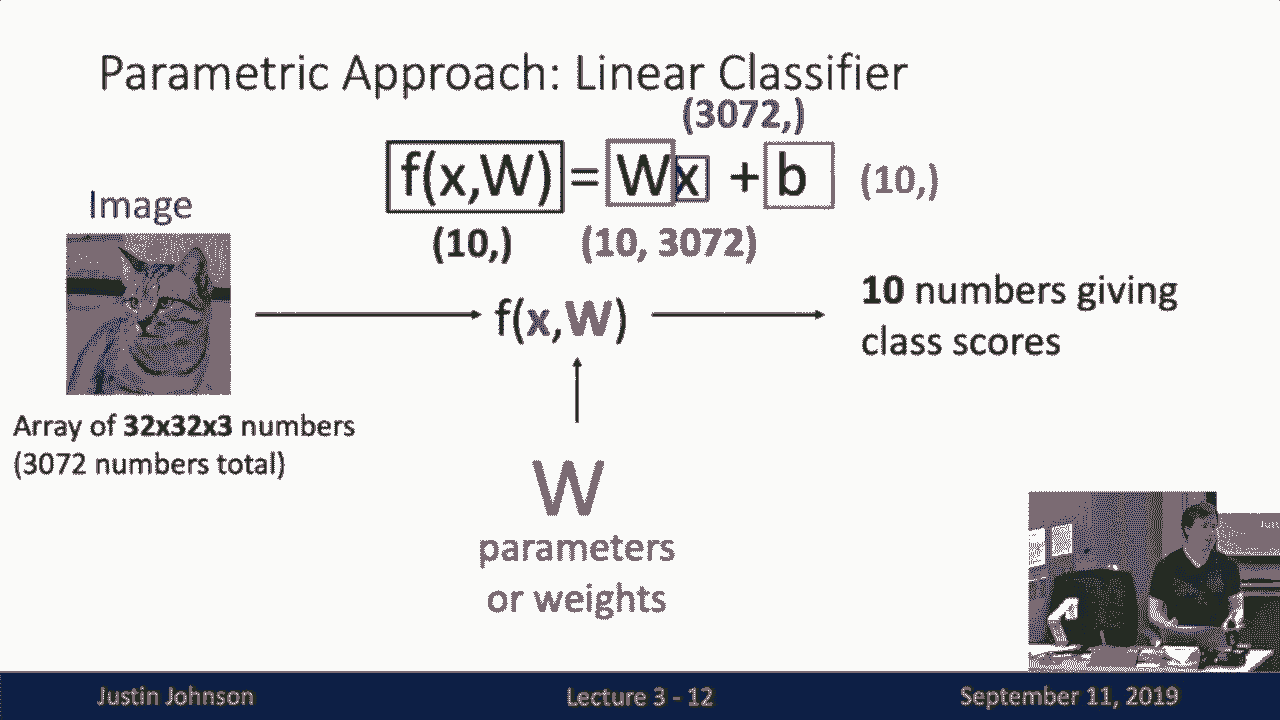 Parametric Approach: Linear Classifier
(3072,)
f(x,W) = Wx + b (10,)
(10,) (10, 3072)
Image
f(x,W)
10 numbers giving
class scores
Array of 32x32x3 numbers
(3072 numbers total)
W
parameters
or weights
Justin Johnson
Lecture 3 - 12
September 11, 2019